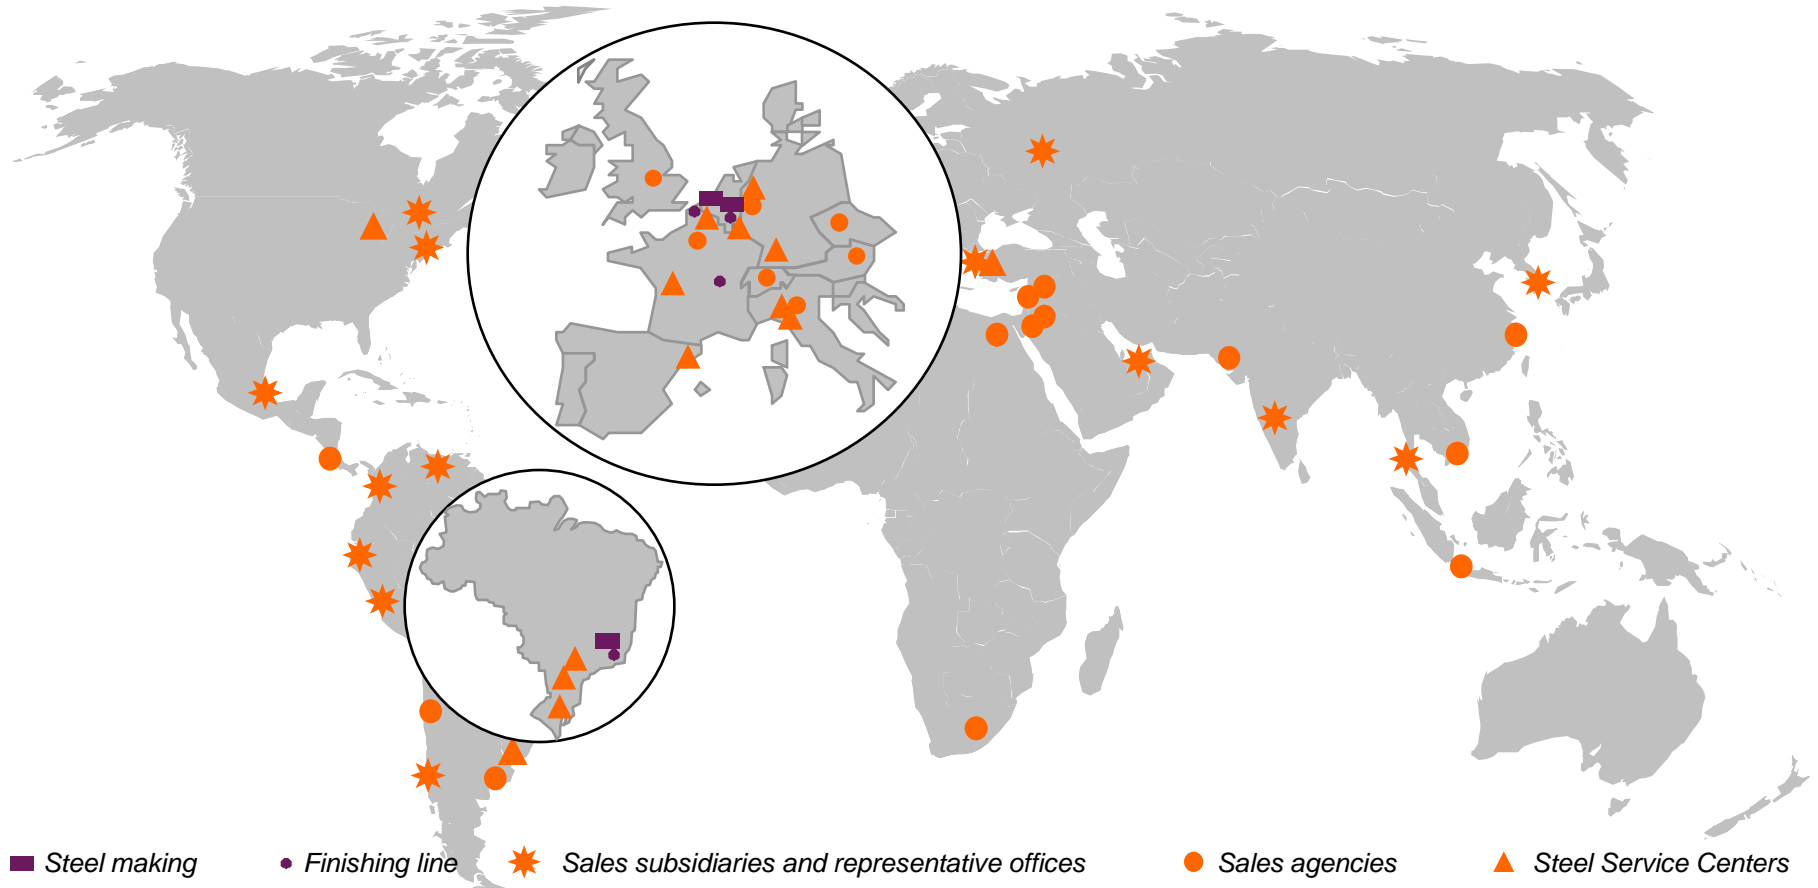 Steel making
Finishing line
Sales subsidiaries and representative offices
Sales agencies
Steel Service Centers